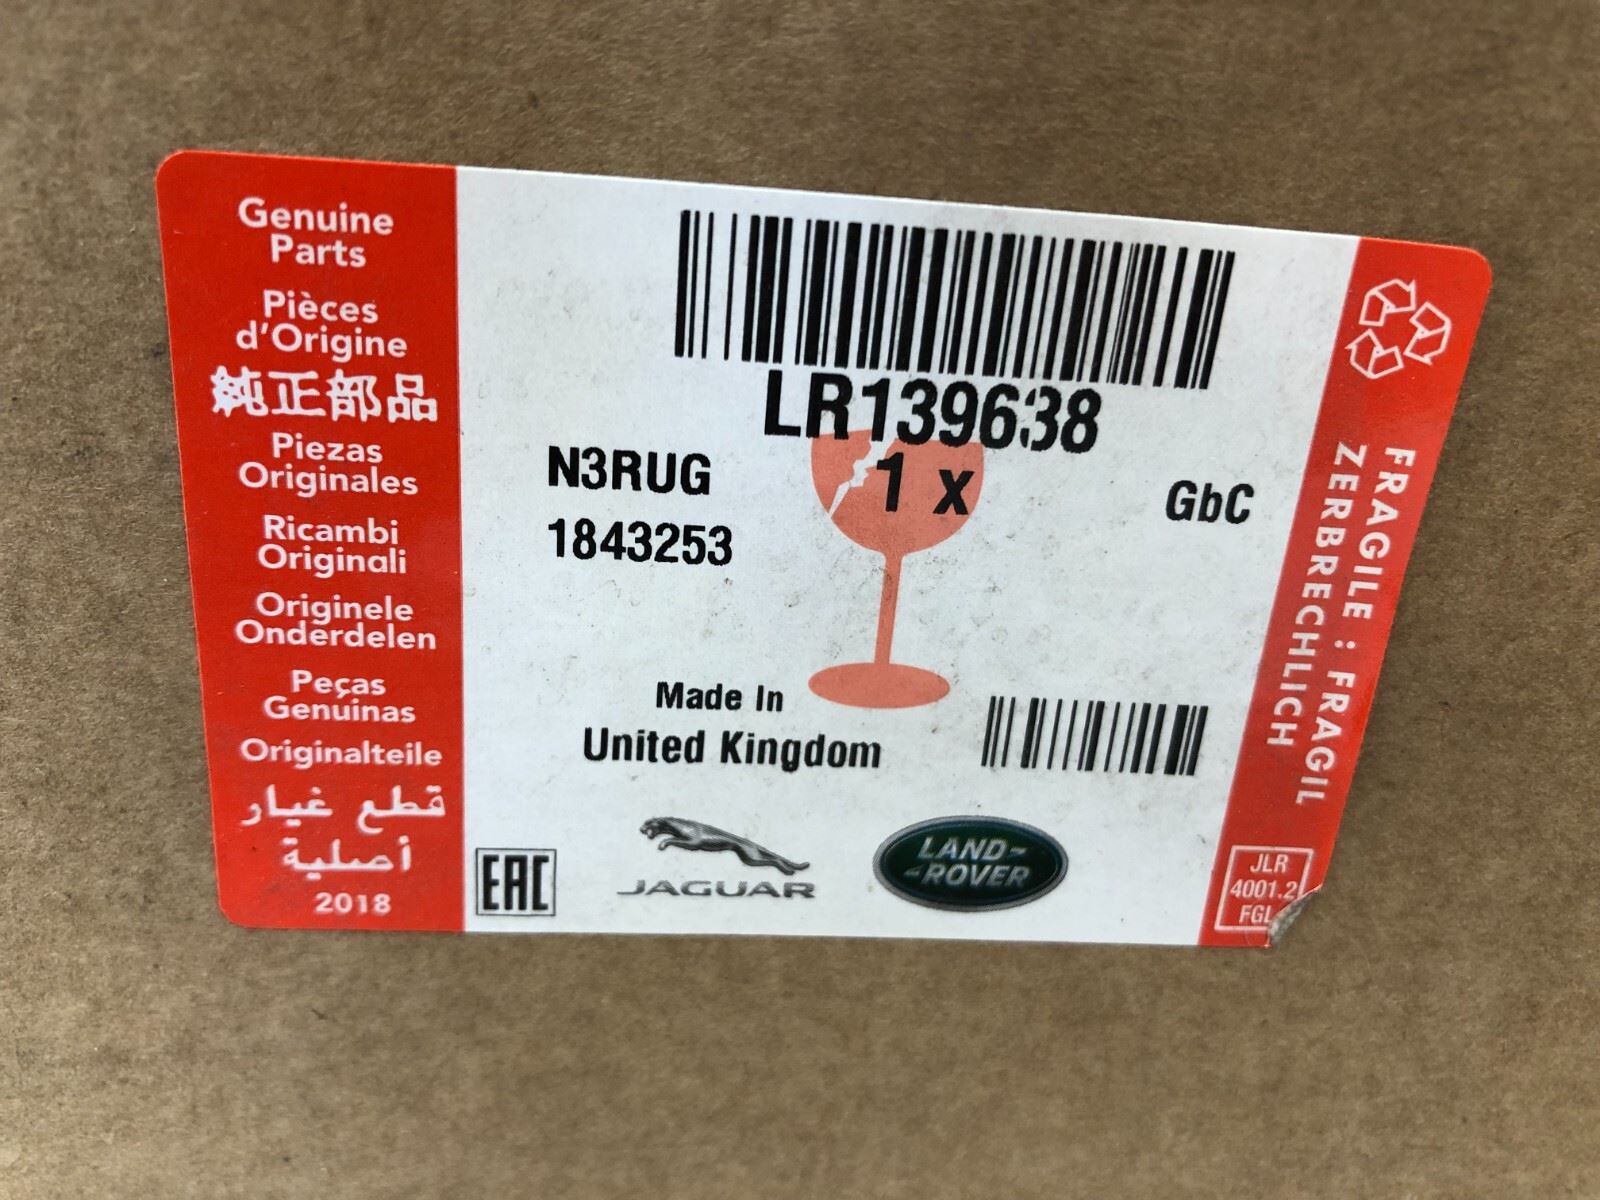 Genuine
Parts
Pièces
d'Origine
純正部品
Piezas
Originales
Ricambi
Originali
Originele
Onderdelen
Peças
Genuinas
Originalteile
قطع غيار
أصلية
2018
LR139638
N3RUG
1 x
GbC
1843253
Made In
United Kingdom
EAC
JAGUAR
LAND-
-ROVER
FRAGILE : FRAGIL
ZERBRECHLICH
JLR
4001.2
FGL